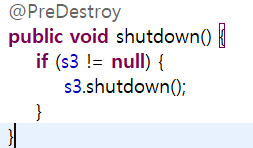 @PreDestroy
public void shutdown() {
    if (s3 != null) {
        s3.shutdown();
    }
}